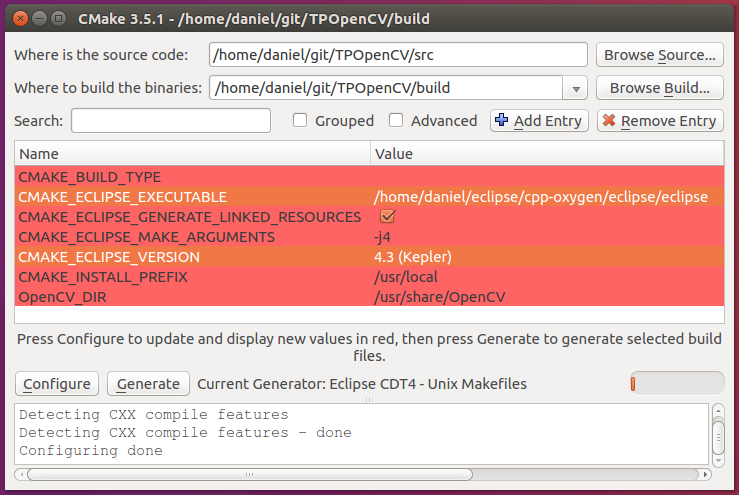 CMake 3.5.1 - /home/daniel/git/TPOpenCV/build
Where is the source code: /home/daniel/git/TPOpenCV/src Browse Source...
Where to build the binaries: /home/daniel/git/TPOpenCV/build Browse Build...
Search: Grouped Advanced Add Entry Remove Entry
Name Value
CMAKE_BUILD_TYPE
CMAKE_ECLIPSE_EXECUTABLE /home/daniel/eclipse/cpp-oxygen/eclipse/eclipse
CMAKE_ECLIPSE_GENERATE_LINKED_RESOURCES
CMAKE_ECLIPSE_MAKE_ARGUMENTS -j4
CMAKE_ECLIPSE_VERSION 4.3 (Kepler)
CMAKE_INSTALL_PREFIX /usr/local
OpenCV_DIR /usr/share/OpenCV
Press Configure to update and display new values in red, then press Generate to generate selected build
files.
Configure Generate Current Generator: Eclipse CDT4 - Unix Makefiles
Detecting CXX compile features
Detecting CXX compile features - done
Configuring done